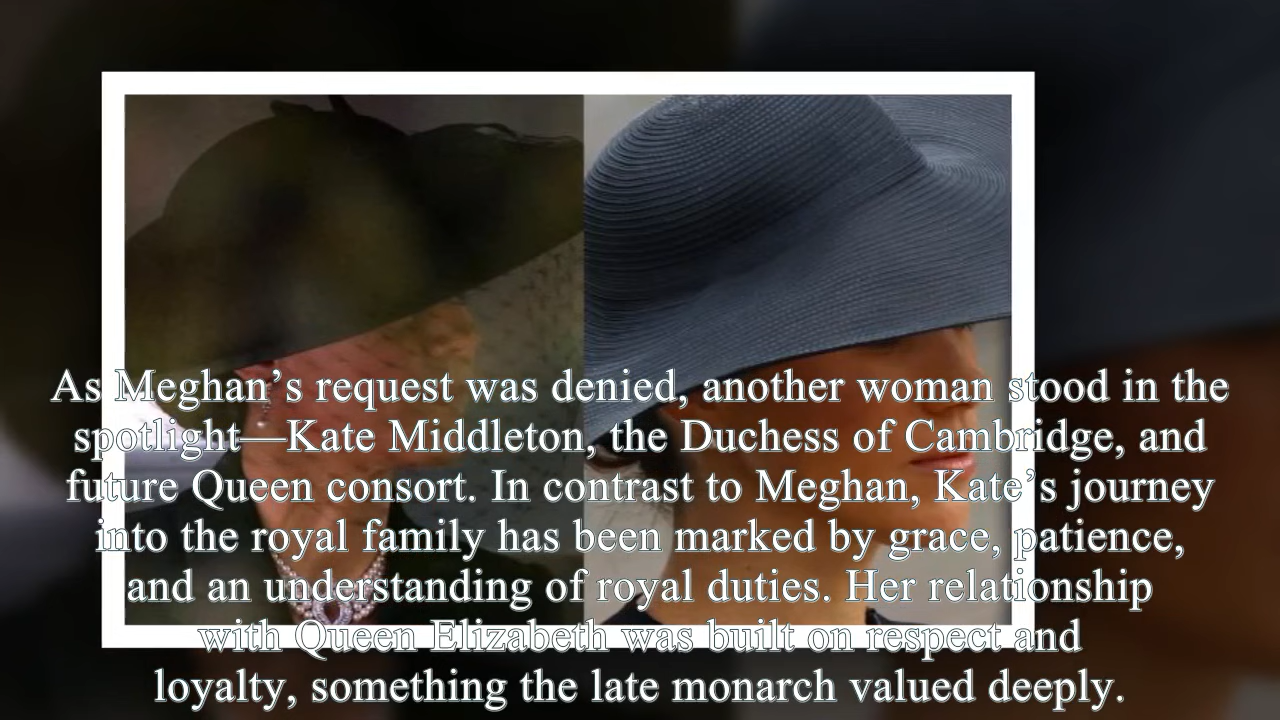 As Meghan’s request was denied, another woman stood in the
spotlight—Kate Middleton, the Duchess of Cambridge, and
future Queen consort. In contrast to Meghan, Kate’s journey
into the royal family has been marked by grace, patience,
and an understanding of royal duties. Her relationship
with Queen Elizabeth was built on respect and
loyalty, something the late monarch valued deeply.